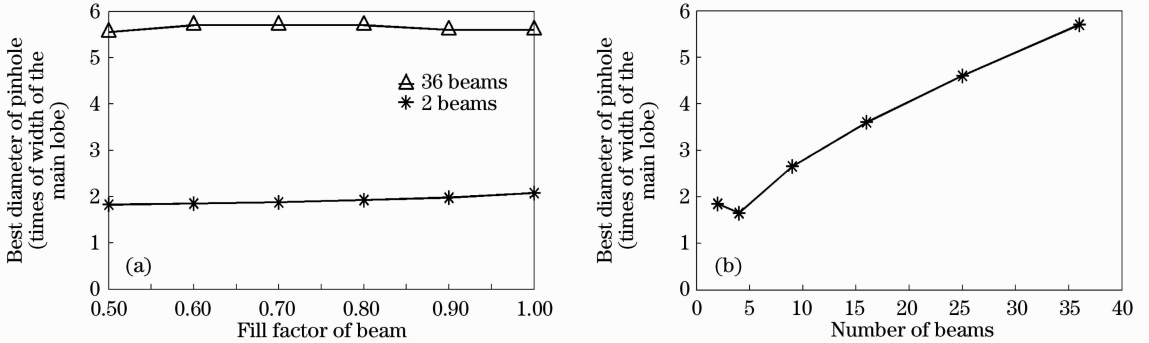 Best diameter of pinhole
(times of width of the
main lobe)
6
5
4
3
2
1
0
36 beams
2 beams
(a)
0.50 0.60 0.70 0.80 0.90 1.00
Fill factor of beam
Best diameter of pinhole
(times of width of the
main lobe)
6
5
4
3
2
1
0
(b)
0 5 10 15 20 25 30 35 40
Number of beams